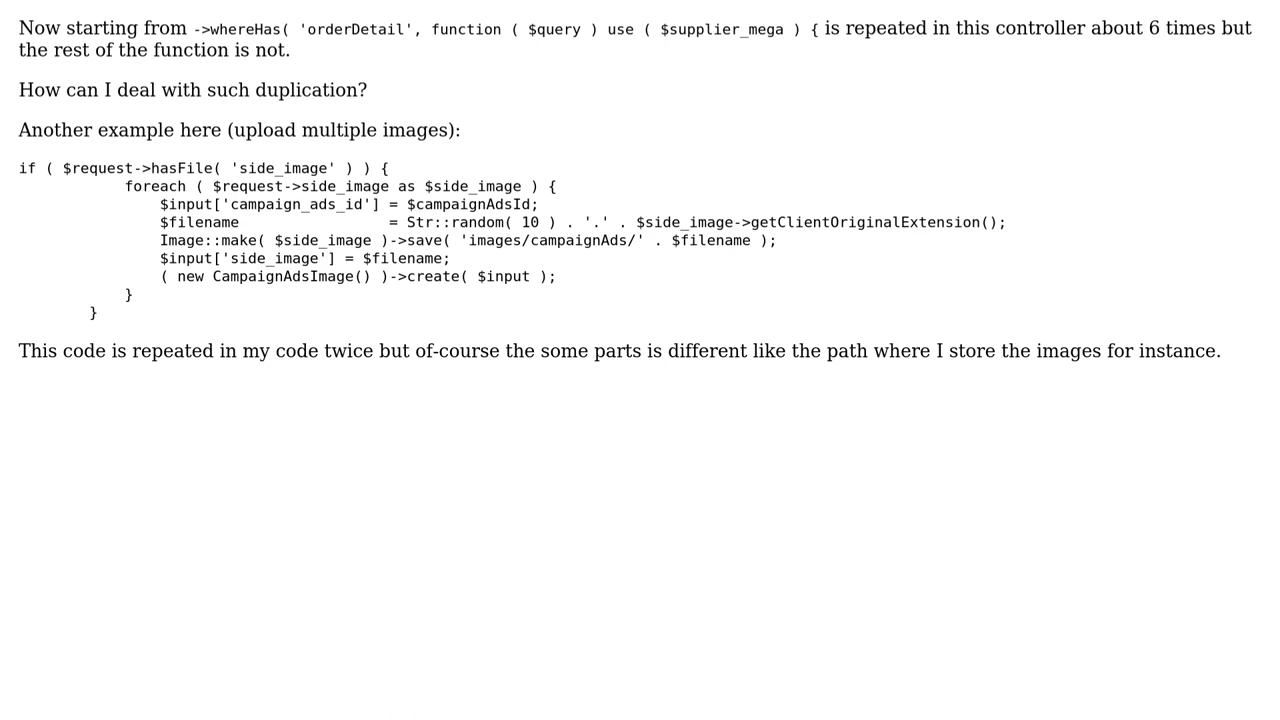 Now starting from ->whereHas( 'orderDetail', function ( $query ) use ( $supplier_mega ) { is repeated in this controller about 6 times but
the rest of the function is not.
How can I deal with such duplication?
Another example here (upload multiple images):
if ( $request->hasFile( 'side_image' ) ) {
            foreach ( $request->side_image as $side_image ) {
                $input['campaign_ads_id'] = $campaignAdsId;
                $filename                 = Str::random( 10 ) . '.' . $side_image->getClientOriginalExtension();
                Image::make( $side_image )->save( 'images/campaignAds/' . $filename );
                $input['side_image'] = $filename;
                ( new CampaignAdsImage() )->create( $input );
            }
        }
This code is repeated in my code twice but of-course the some parts is different like the path where I store the images for instance.